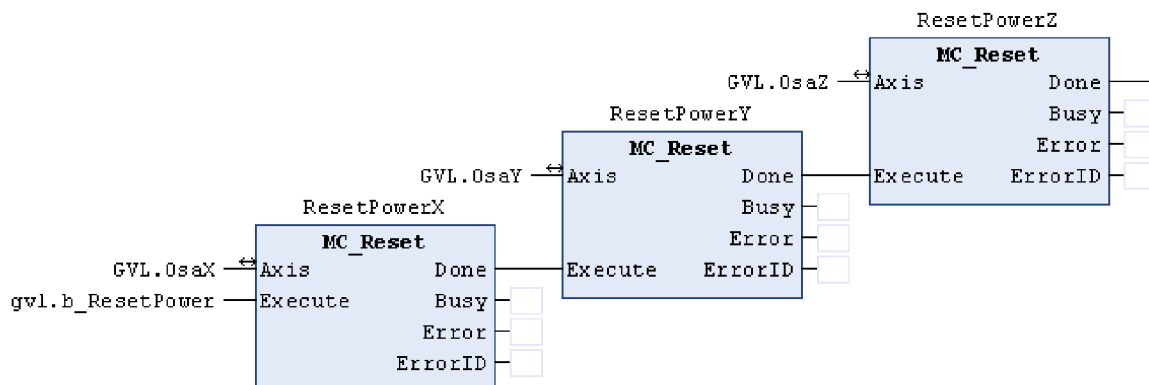 ResetPowerZ
MC_Reset
GVL.OsaZ Axis Done
Busy
Error
Execute ErrorID
ResetPowerY
MC_Reset
GVL.OsaY Axis Done
Busy
Error
Execute ErrorID
ResetPowerX
MC_Reset
GVL.OsaX Axis Done
gvl.b_ResetPower Execute Busy
Error
ErrorID